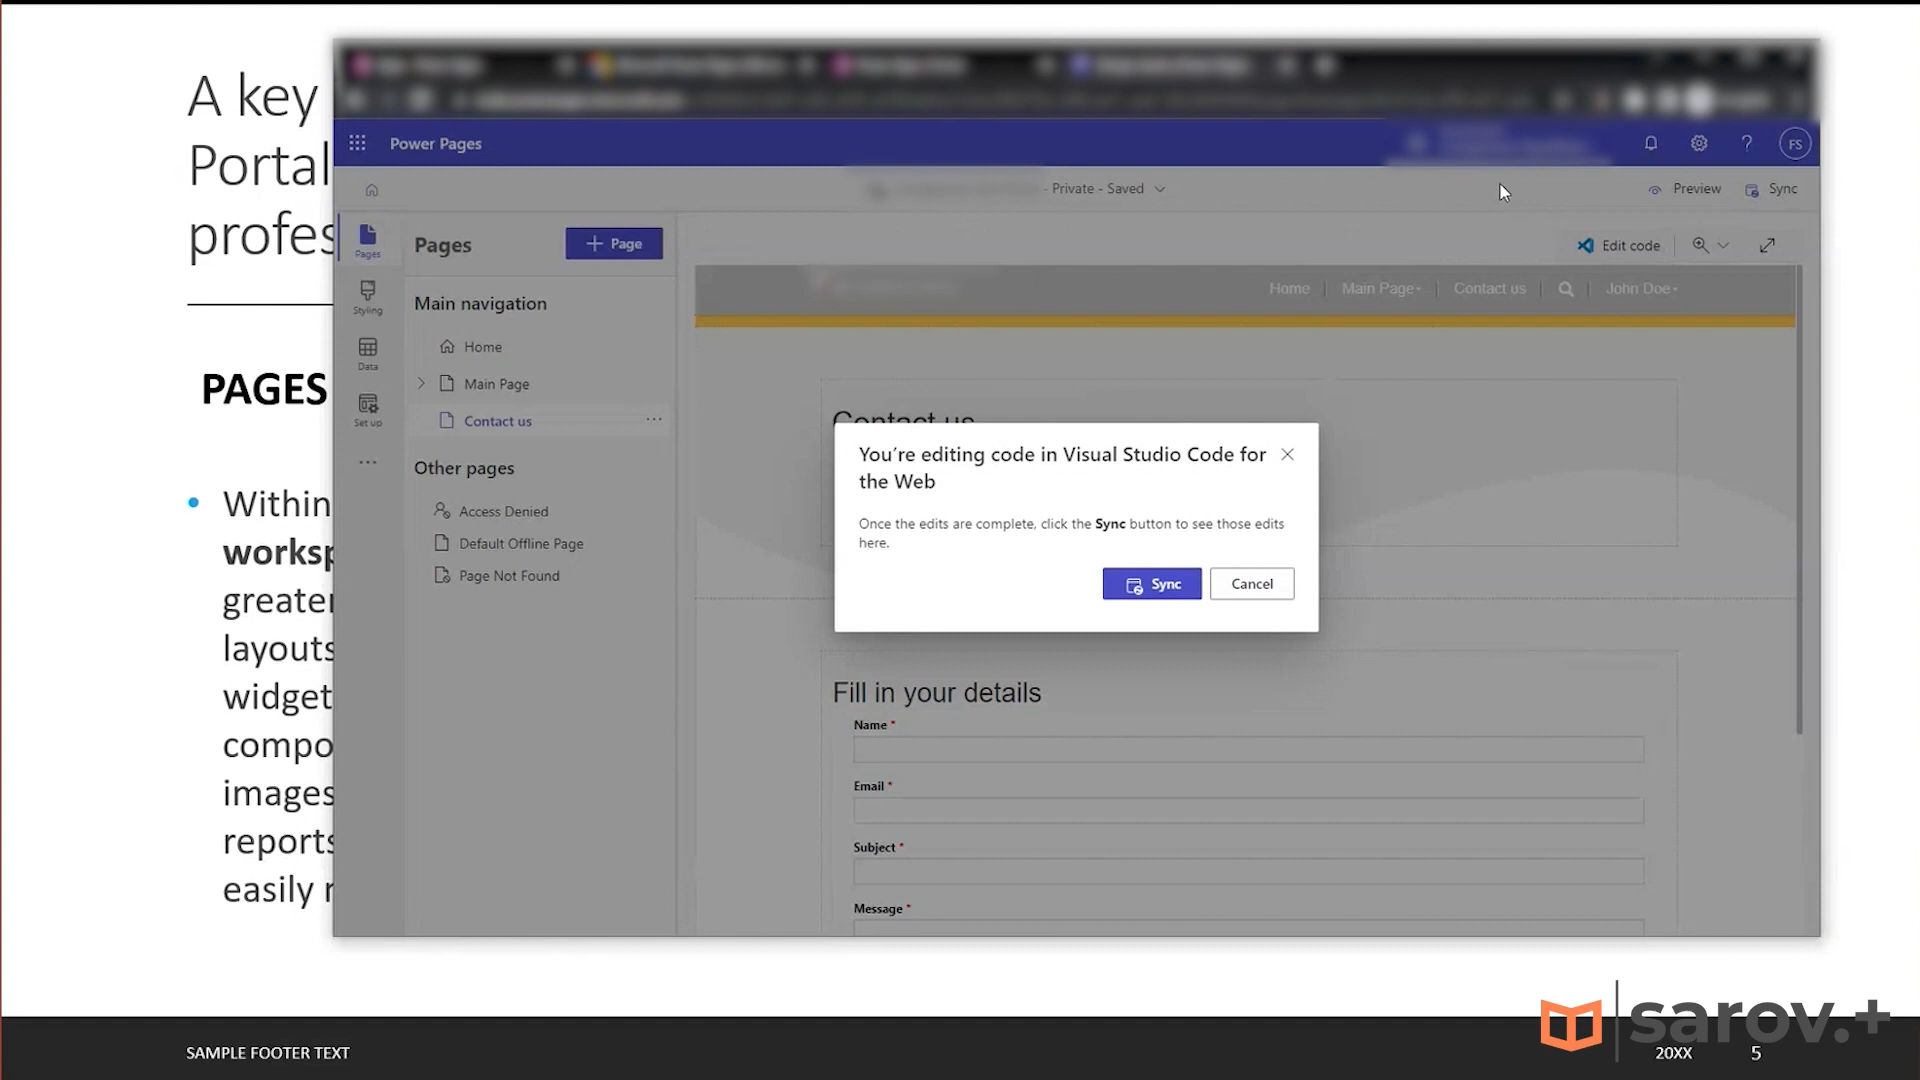 A key
Portal
profes
PAGES
Within
worksp
greater
layouts
widget
compo
images
reports
easily r
Power Pages
FS
- Private - Saved
Preview
Sync
Pages
Styling
Data
Set up
Pages
+ Page
Main navigation
Home
Main Page
Contact us
Other pages
Access Denied
Default Offline Page
Page Not Found
Edit code
Home
Main Page
Contact us
John Doe
Contact us
You're editing code in Visual Studio Code for
the Web
Once the edits are complete, click the Sync button to see those edits
here.
Sync
Cancel
Fill in your details
Name *
Email *
Subject *
Message *
SAMPLE FOOTER TEXT
sarov.+
20XX
5